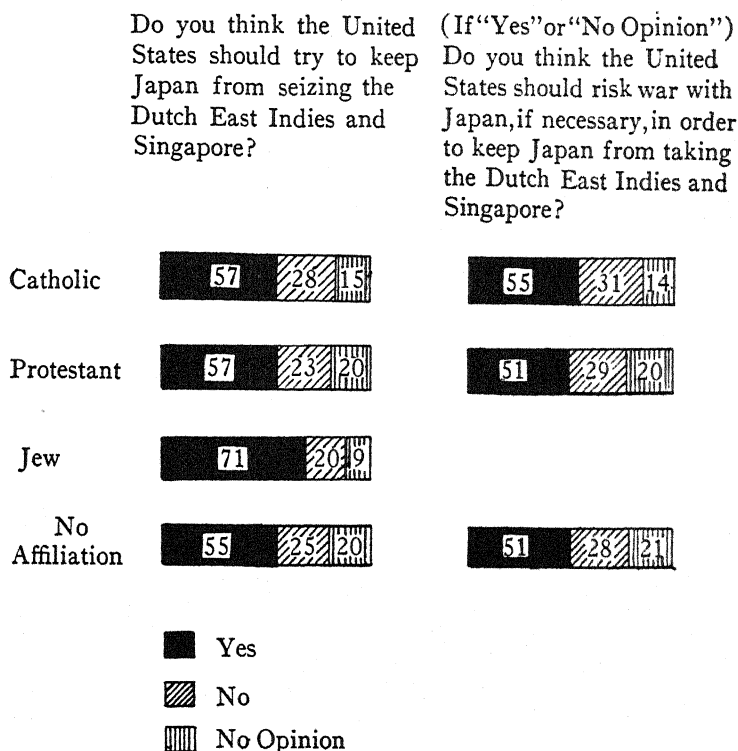 Do you think the United
States should try to keep
Japan from seizing the
Dutch East Indies and
Singapore?
(If "Yes" or "No Opinion")
Do you think the United
States should risk war with
Japan, if necessary, in order
to keep Japan from taking
the Dutch East Indies and
Singapore?
Catholic 57 28 15 55 31 14
Protestant 57 23 20 51 29 20
Jew 71 20 9
No
Affiliation 55 25 20 51 28 21
Yes
No
No Opinion